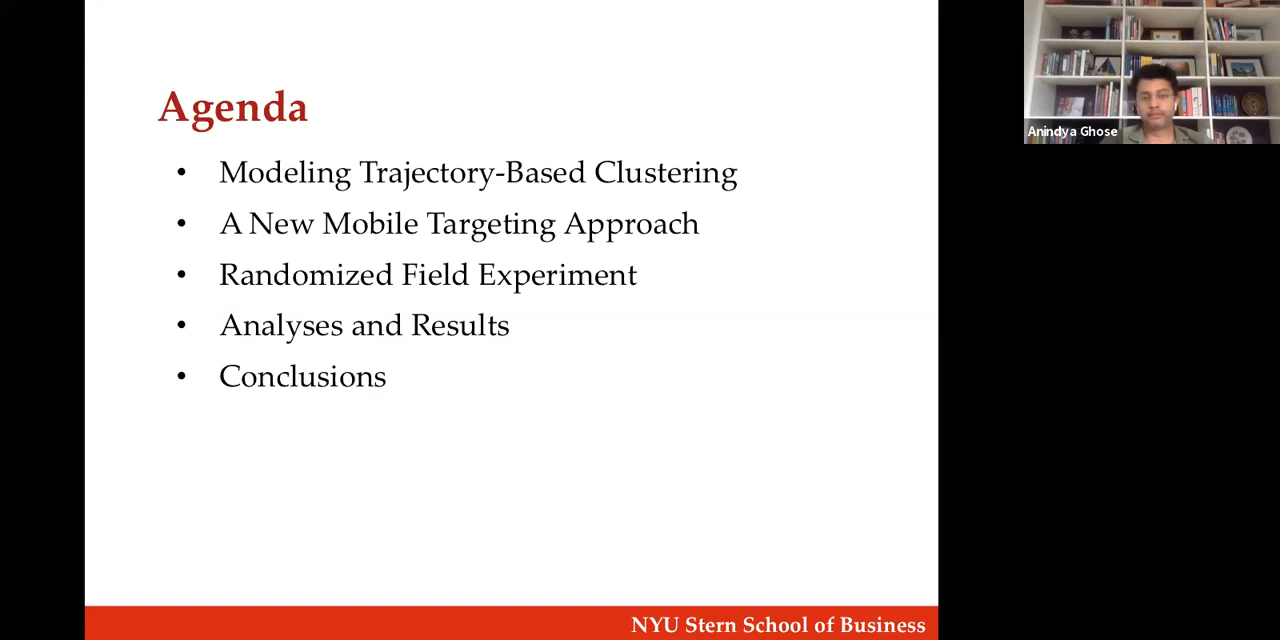 Agenda
• Modeling Trajectory-Based Clustering
• A New Mobile Targeting Approach
• Randomized Field Experiment
• Analyses and Results
• Conclusions
NYU Stern School of Business
Anindya Ghose